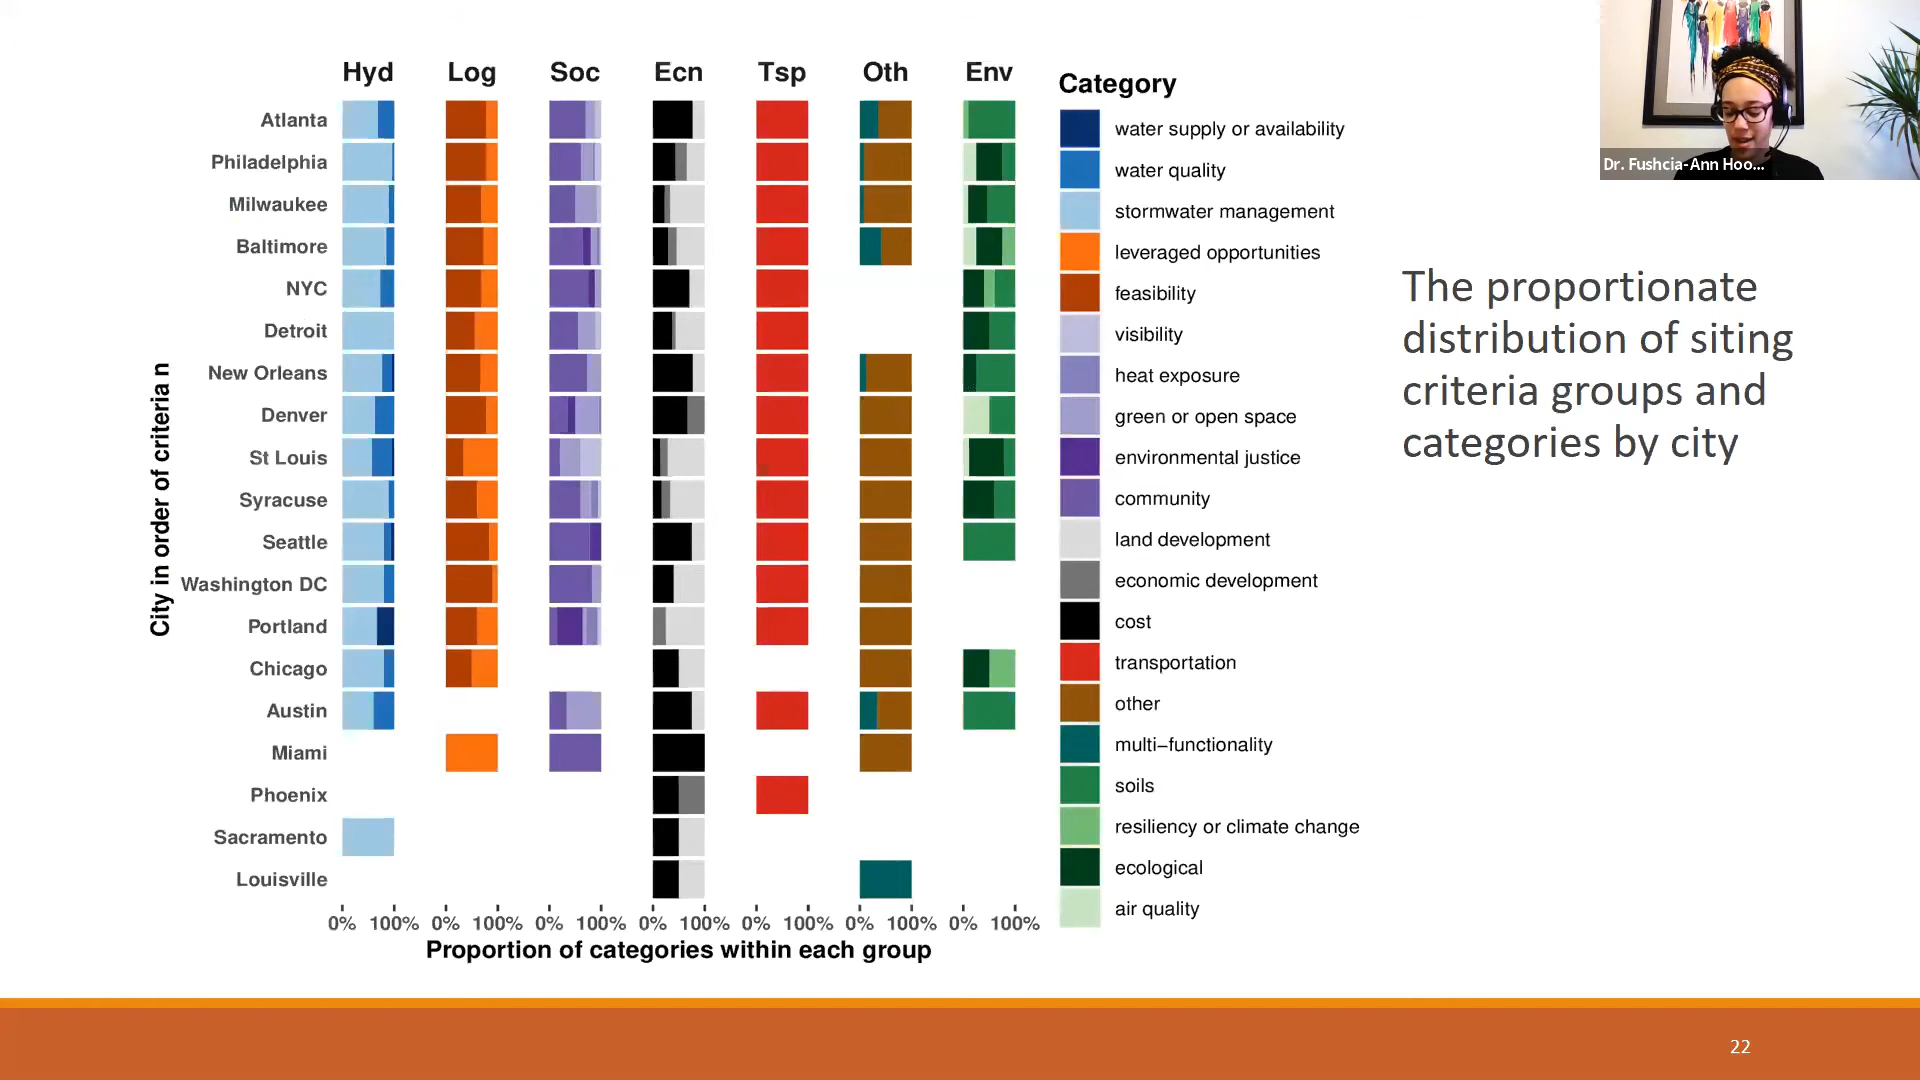 Hyd Log Soc Ecn Tsp Oth Env
Category
Atlanta
Philadelphia
Milwaukee
Baltimore
NYC
Detroit
New Orleans
Denver
St Louis
Syracuse
Seattle
Washington DC
Portland
Chicago
Austin
Miami
Phoenix
Sacramento
Louisville
City in order of criteria n
0% 100% 0% 100% 0% 100% 0% 100% 0% 100% 0% 100% 0% 100%
Proportion of categories within each group
water supply or availability
water quality
stormwater management
leveraged opportunities
feasibility
visibility
heat exposure
green or open space
environmental justice
community
land development
economic development
cost
transportation
other
multi−functionality
soils
resiliency or climate change
ecological
air quality
The proportionate
distribution of siting
criteria groups and
categories by city
Dr. Fushcia-Ann Hoo...
22